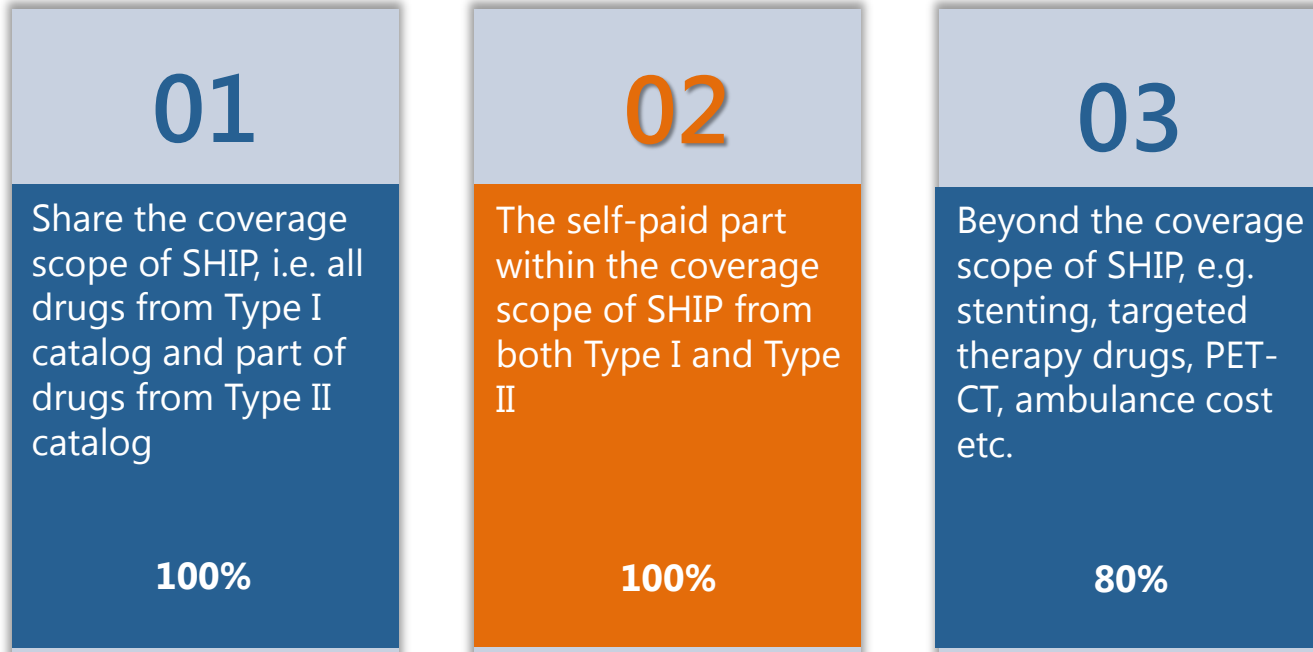 01
Share the coverage
scope of SHIP, i.e. all
drugs from Type I
catalog and part of
drugs from Type II
catalog
100%
02
The self-paid part
within the coverage
scope of SHIP from
both Type I and Type
II
100%
03
Beyond the coverage
scope of SHIP, e.g.
stenting, targeted
therapy drugs, PET-
CT, ambulance cost
etc.
80%